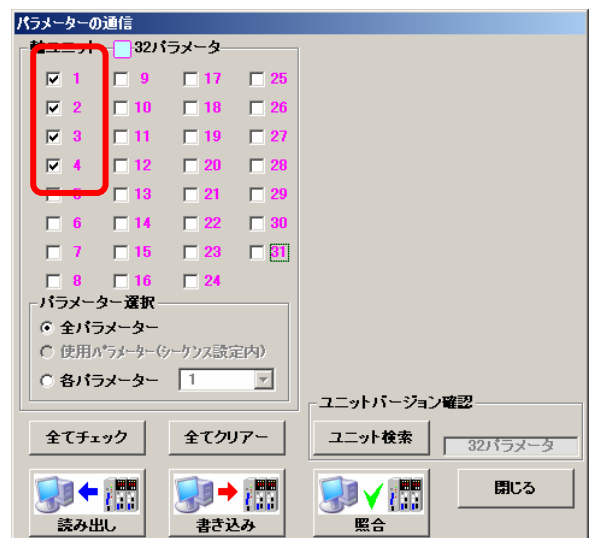 パラメーターの通信
軸ユニット 32パラメータ
1 9 17 25
2 10 18 26
3 11 19 27
4 12 20 28
5 13 21 29
6 14 22 30
7 15 23 31
8 16 24
パラメーター選択
全パラメーター
使用パラメーター(シーケンス設定内)
各パラメーター 1
ユニットバージョン確認
全てチェック 全てクリアー ユニット検索 32パラメータ
読み出し 書き込み 照合 閉じる